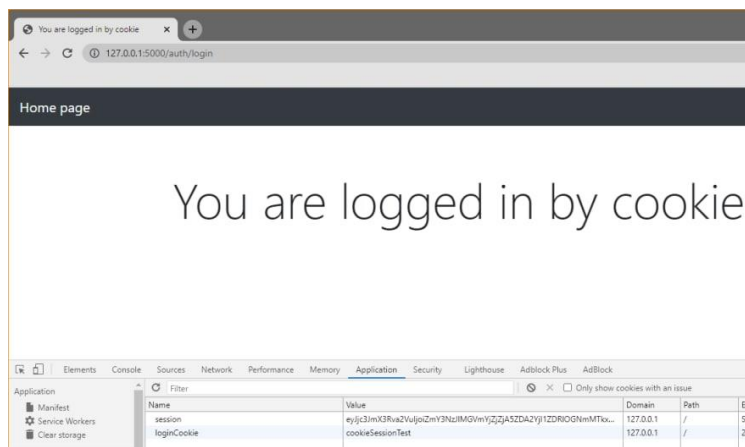 You are logged in by cookie
127.0.0.1:5000/auth/login
Home page
You are logged in by cookie
Elements Console Sources Network Performance Memory Application Security Lighthouse Adblock Plus AdBlock
Application
Filter
Only show cookies with an issue
Manifest
Service Workers
Clear storage
Name Value Domain Path
session 127.0.0.1 /
loginCookie cookieSessionTest 127.0.0.1 /